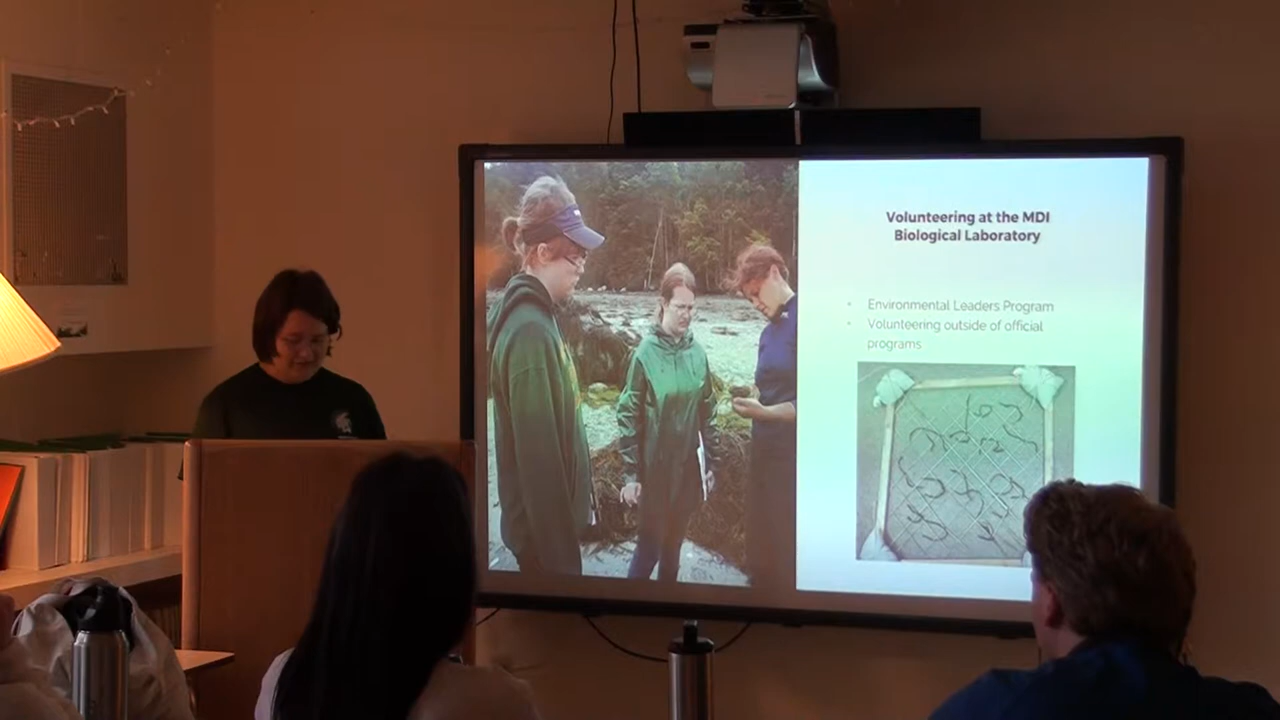 Volunteering at the MDI
Biological Laboratory
Environmental Leaders Program
Volunteering outside of official
programs